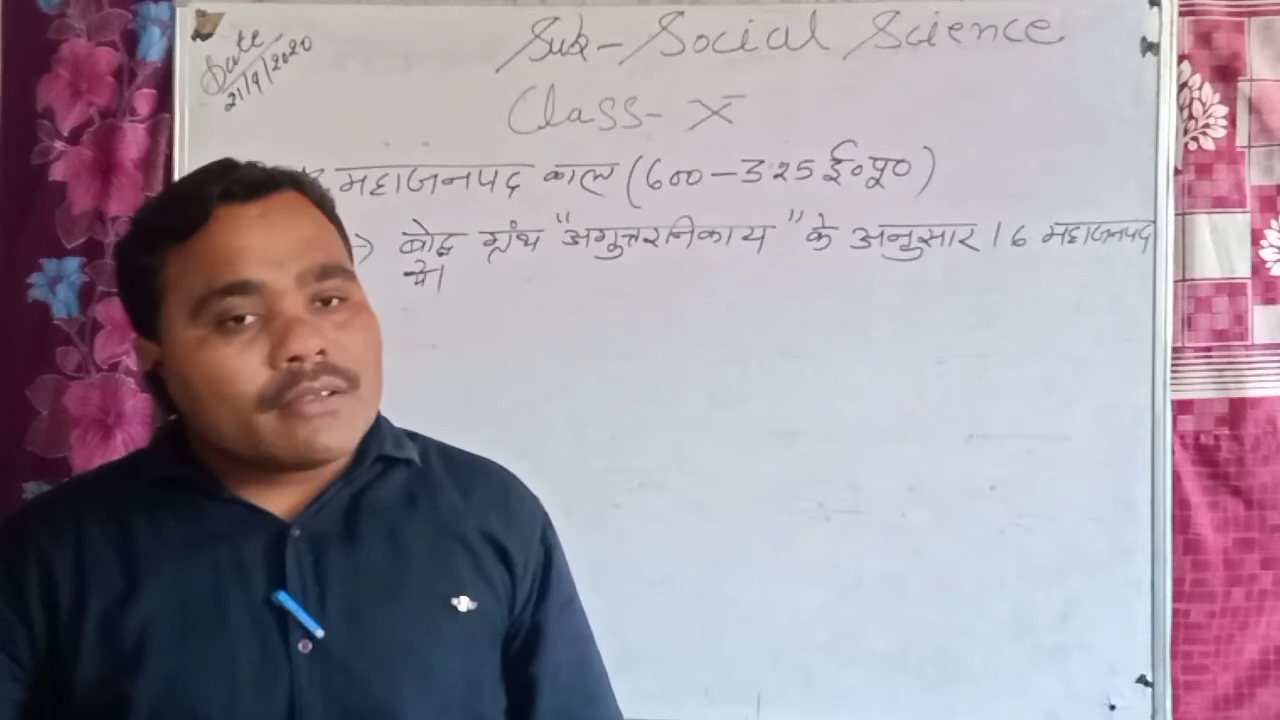 Date
21/9/2020
Sub- Social Science
Class- X
महाजनपद काल (600-325 ई०पू०)
→ बोद्ध ग्रंथ "अगुत्तरनिकाय" के अनुसार 16 महाजनपद
थे।